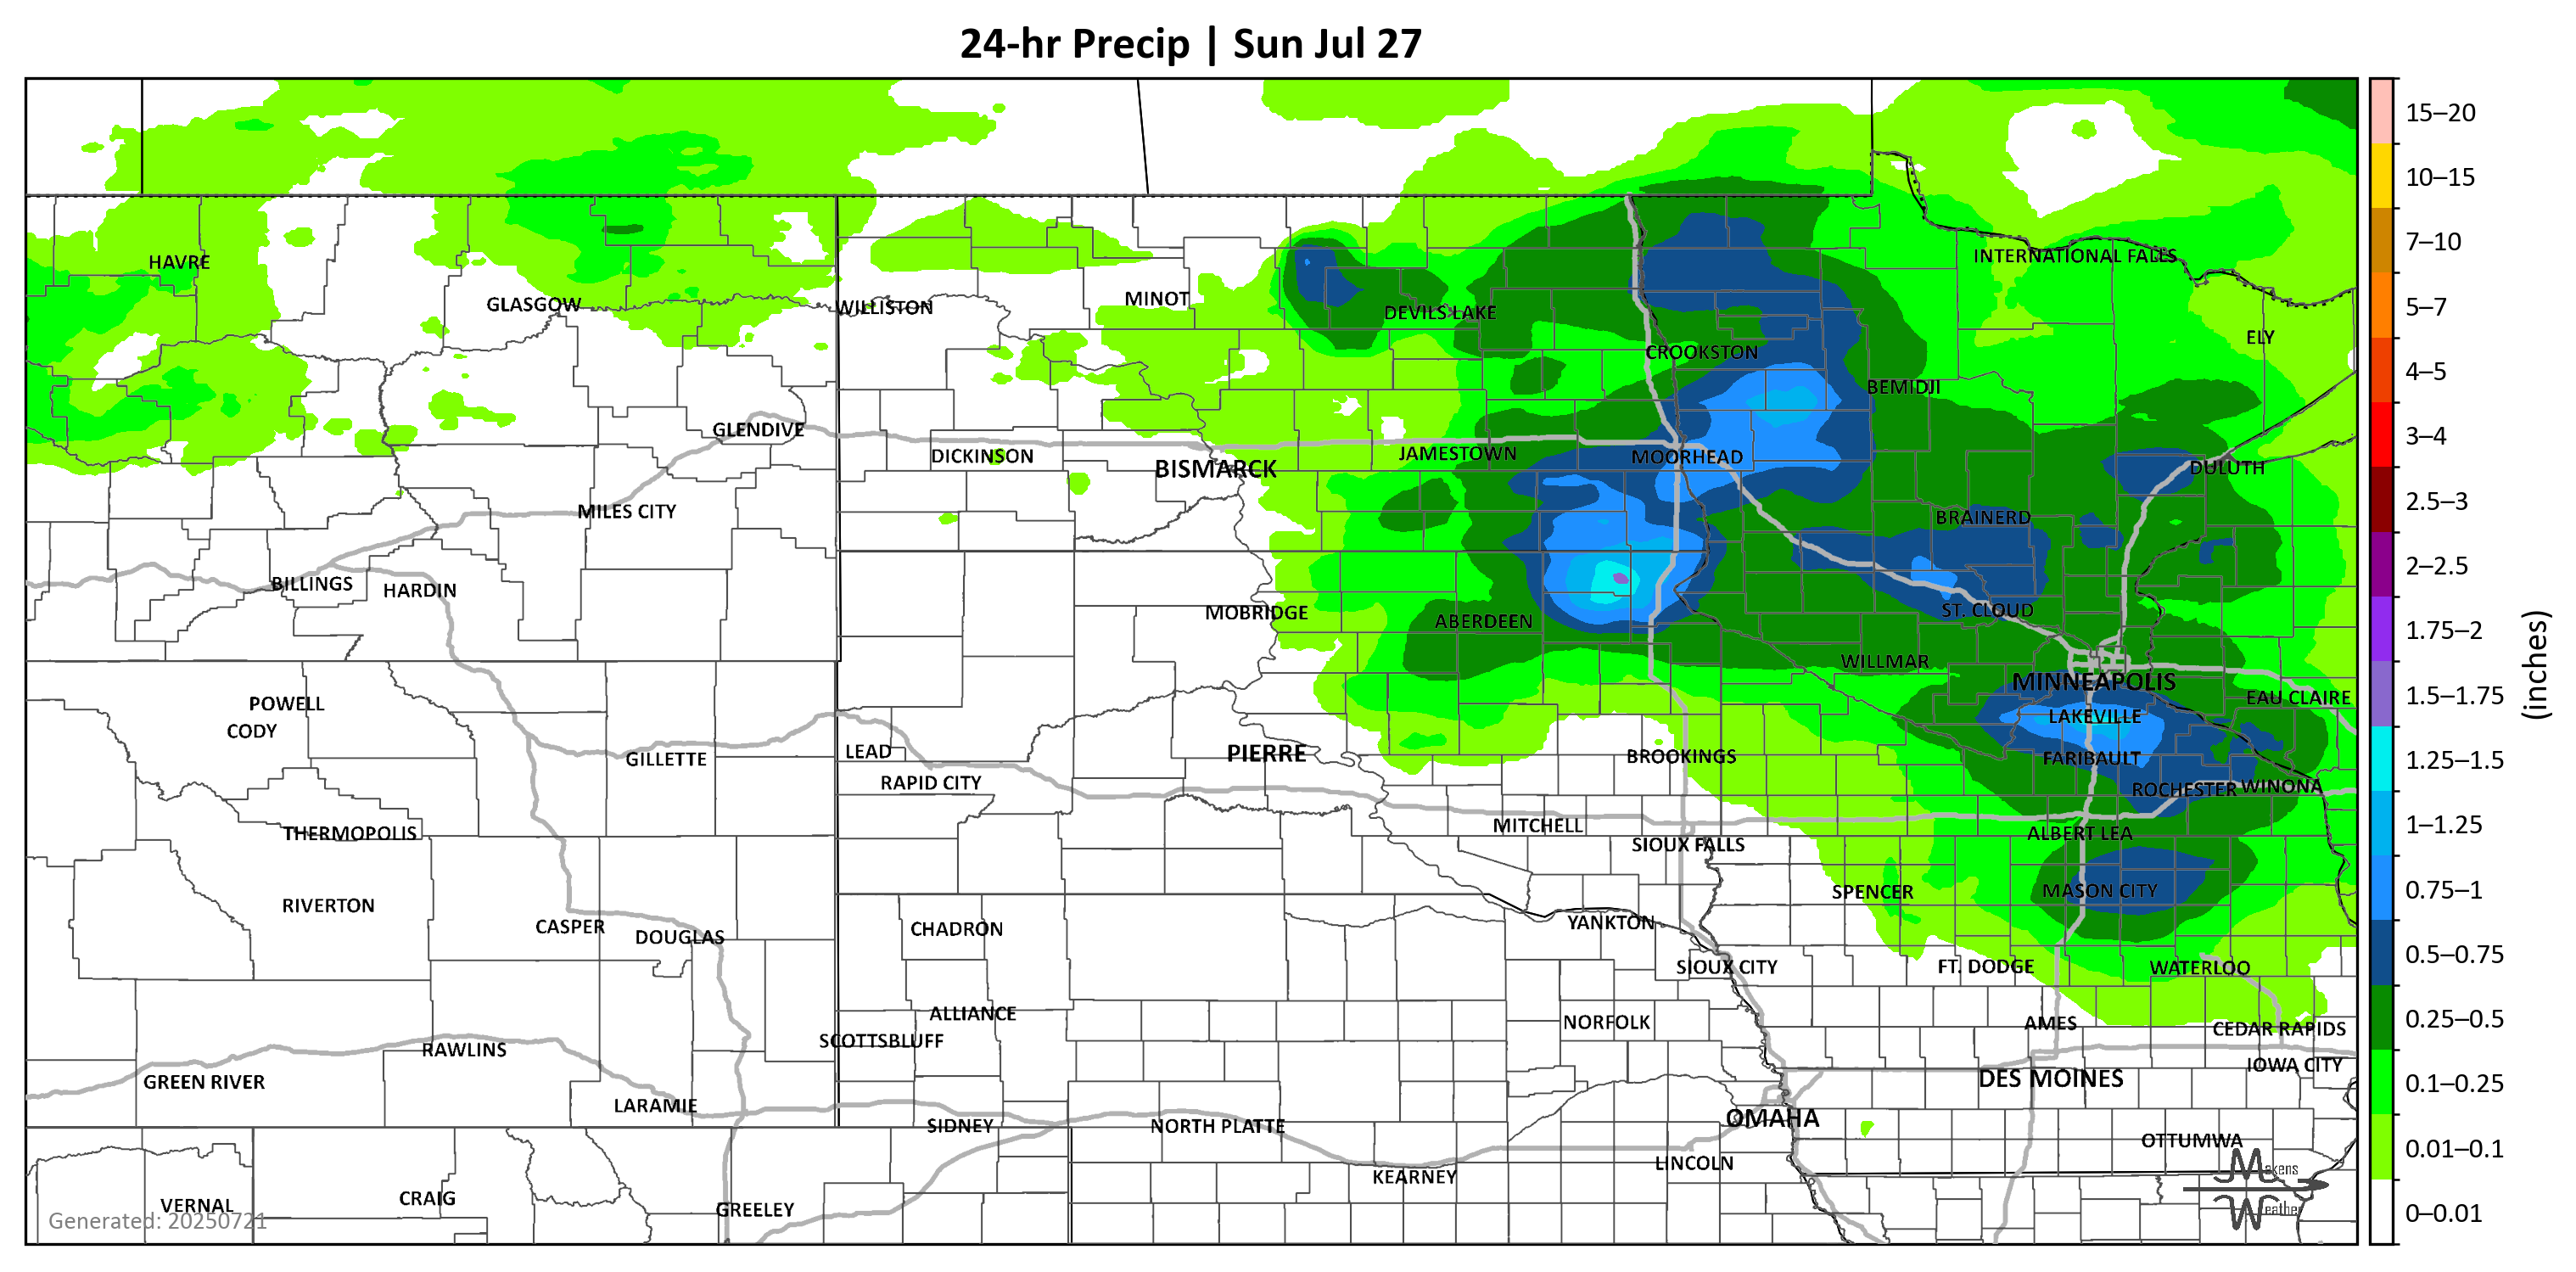 24-hr Precip | Sun Jul 27
15–20
10–15
7–10
5–7
4–5
3–4
2.5–3
2–2.5
1.75–2
1.5–1.75
1.25–1.5
1–1.25
0.75–1
0.5–0.75
0.25–0.5
0.1–0.25
0.01–0.1
0–0.01
(inches)
HAVRE
INTERNATIONAL FALLS
GLASGOW
WILLISTON
MINOT
DEVILS LAKE
ELY
CROOKSTON
BEMIDJI
GLENDIVE
DICKINSON
BISMARCK
JAMESTOWN
MOORHEAD
DULUTH
MILES CITY
BRAINERD
BILLINGS
HARDIN
MOBRIDGE
ABERDEEN
ST. CLOUD
WILLMAR
MINNEAPOLIS
EAU CLAIRE
POWELL
CODY
LAKEVILLE
GILLETTE
LEAD
PIERRE
BROOKINGS
FARIBAULT
RAPID CITY
ROCHESTER
WINONA
THERMOPOLIS
MITCHELL
SIOUX FALLS
ALBERT LEA
RIVERTON
SPENCER
MASON CITY
CASPER
DOUGLAS
CHADRON
YANKTON
SIOUX CITY
FT. DODGE
WATERLOO
ALLIANCE
SCOTTSBLUFF
NORFOLK
AMES
CEDAR RAPIDS
RAWLINS
IOWA CITY
GREEN RIVER
DES MOINES
LARAMIE
SIDNEY
NORTH PLATTE
OMAHA
OTTUMWA
KEARNEY
LINCOLN
VERNAL
CRAIG
GREELEY
Generated: 20250721
Makens
Weather